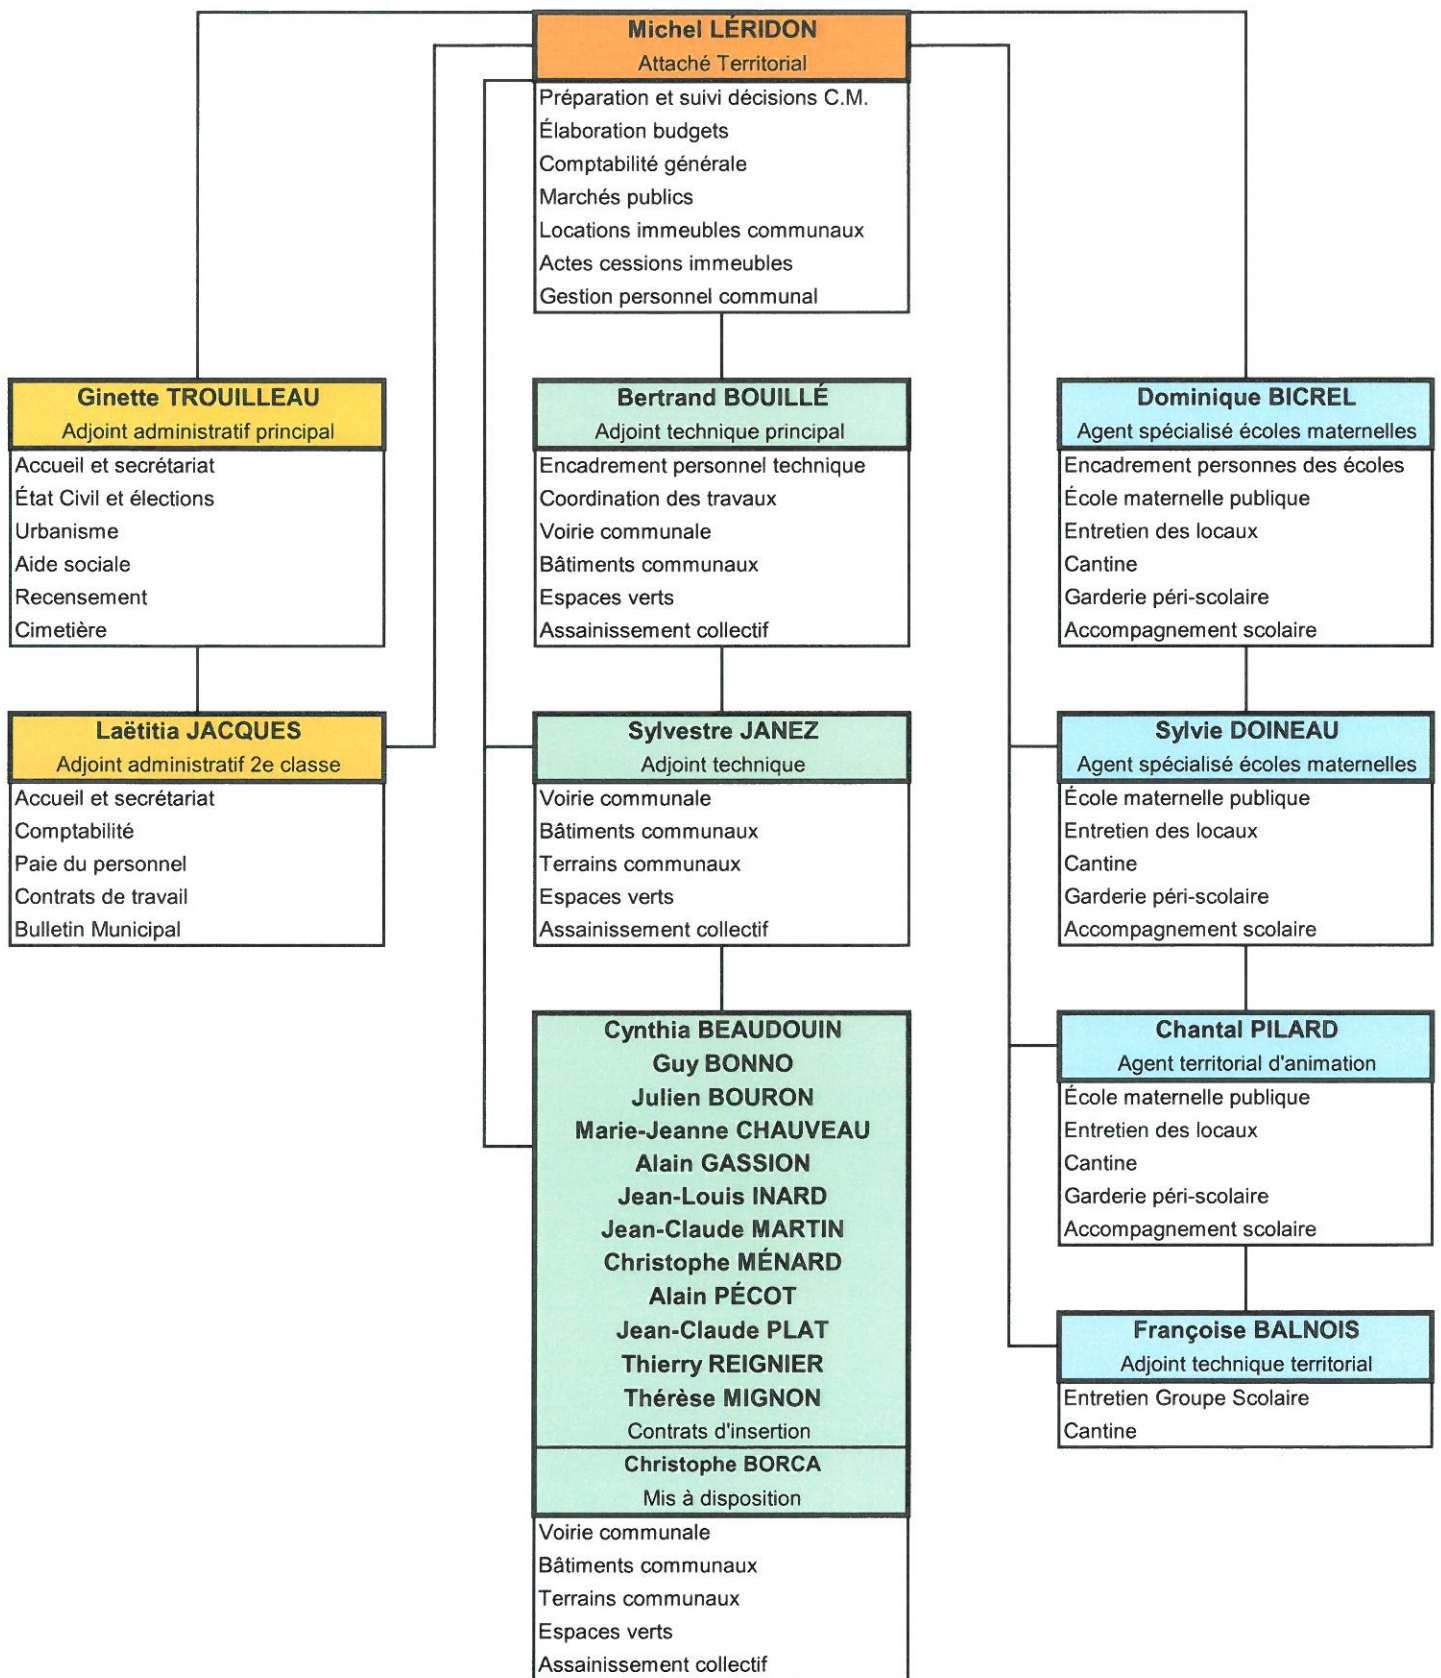 Michel LÉRIDON
Attaché Territorial
Préparation et suivi décisions C.M.
Élaboration budgets
Comptabilité générale
Marchés publics
Locations immeubles communaux
Actes cessions immeubles
Gestion personnel communal
Ginette TROUILLEAU
Adjoint administratif principal
Accueil et secrétariat
État Civil et élections
Urbanisme
Aide sociale
Recensement
Cimetière
Laëtitia JACQUES
Adjoint administratif 2e classe
Accueil et secrétariat
Comptabilité
Paie du personnel
Contrats de travail
Bulletin Municipal
Bertrand BOUILLÉ
Adjoint technique principal
Encadrement personnel technique
Coordination des travaux
Voirie communale
Bâtiments communaux
Espaces verts
Assainissement collectif
Sylvestre JANEZ
Adjoint technique
Voirie communale
Bâtiments communaux
Terrains communaux
Espaces verts
Assainissement collectif
Cynthia BEAUDOUIN
Guy BONNO
Julien BOURON
Marie-Jeanne CHAUVEAU
Alain GASSION
Jean-Louis INARD
Jean-Claude MARTIN
Christophe MÉNARD
Alain PÉCOT
Jean-Claude PLAT
Thierry REIGNIER
Thérèse MIGNON
Contrats d'insertion
Christophe BORCA
Mis à disposition
Voirie communale
Bâtiments communaux
Terrains communaux
Espaces verts
Assainissement collectif
Dominique BICREL
Agent spécialisé écoles maternelles
Encadrement personnes des écoles
École maternelle publique
Entretien des locaux
Cantine
Garderie péri-scolaire
Accompagnement scolaire
Sylvie DOINEAU
Agent spécialisé écoles maternelles
École maternelle publique
Entretien des locaux
Cantine
Garderie péri-scolaire
Accompagnement scolaire
Chantal PILARD
Agent territorial d'animation
École maternelle publique
Entretien des locaux
Cantine
Garderie péri-scolaire
Accompagnement scolaire
Françoise BALNOIS
Adjoint technique territorial
Entretien Groupe Scolaire
Cantine